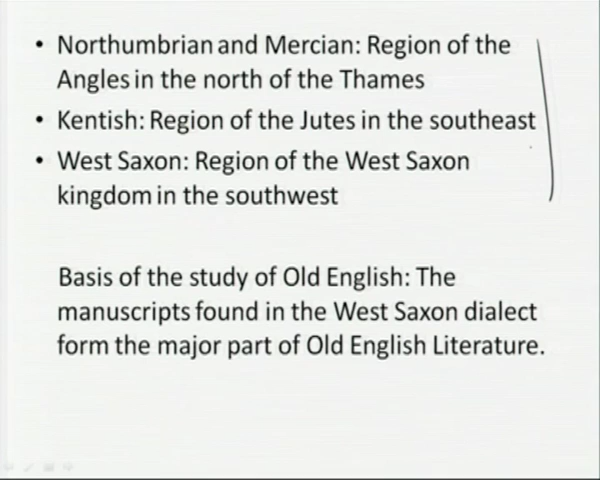 • Northumbrian and Mercian: Region of the
Angles in the north of the Thames
• Kentish: Region of the Jutes in the southeast
• West Saxon: Region of the West Saxon
kingdom in the southwest
Basis of the study of Old English: The
manuscripts found in the West Saxon dialect
form the major part of Old English Literature.